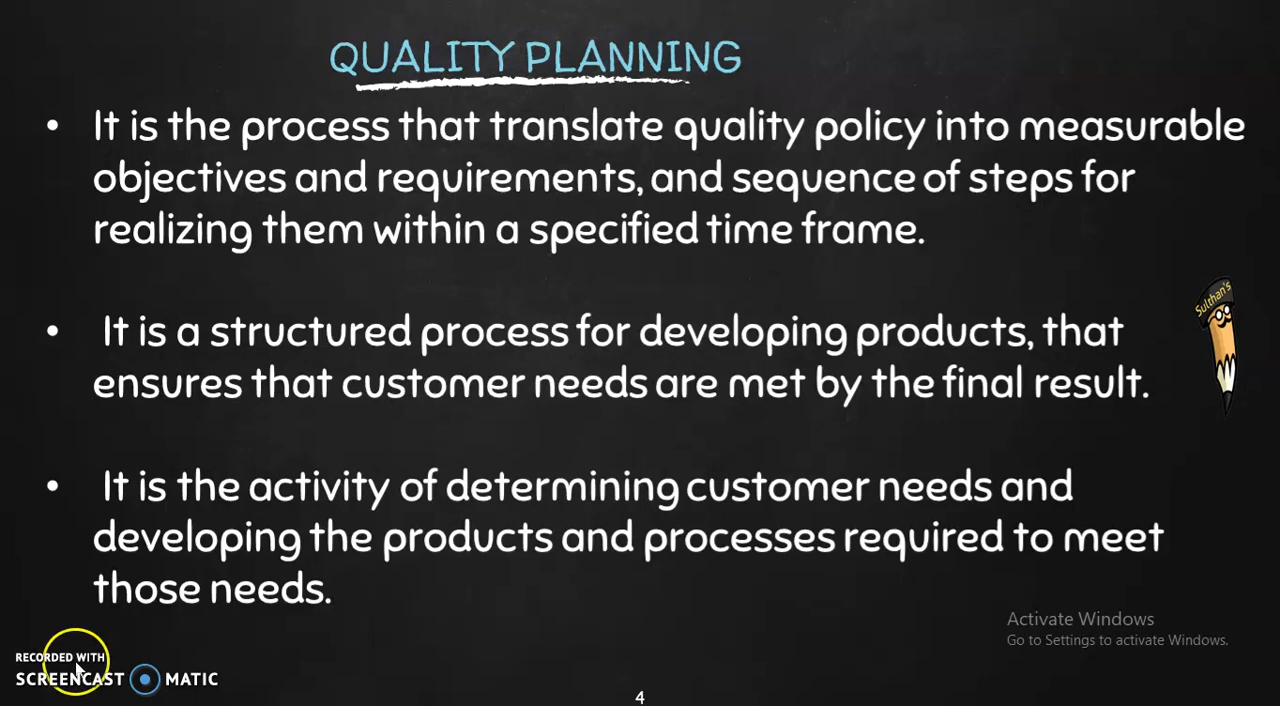 QUALITY PLANNING
• It is the process that translate quality policy into measurable
objectives and requirements, and sequence of steps for
realizing them within a specified time frame.
• It is a structured process for developing products, that
ensures that customer needs are met by the final result.
Sulthan's
• It is the activity of determining customer needs and
developing the products and processes required to meet
those needs.
Activate Windows
Go to Settings to activate Windows.
RECORDED WITH
SCREENCAST MATIC
4